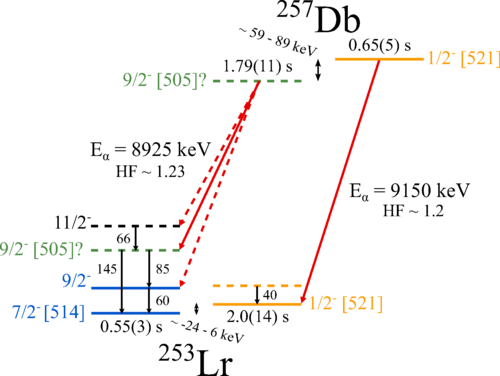 257Db
~ 59 - 89 keV
0.65(5) s
1/2- [521]
1.79(11) s
9/2- [505]?
Eα = 8925 keV
HF ~ 1.23
Eα = 9150 keV
HF ~ 1.2
11/2-
66
9/2- [505]?
145
85
9/2-
40
60
7/2- [514]
1/2- [521]
0.55(3) s
~ -24 - 6 keV
2.0(14) s
253Lr